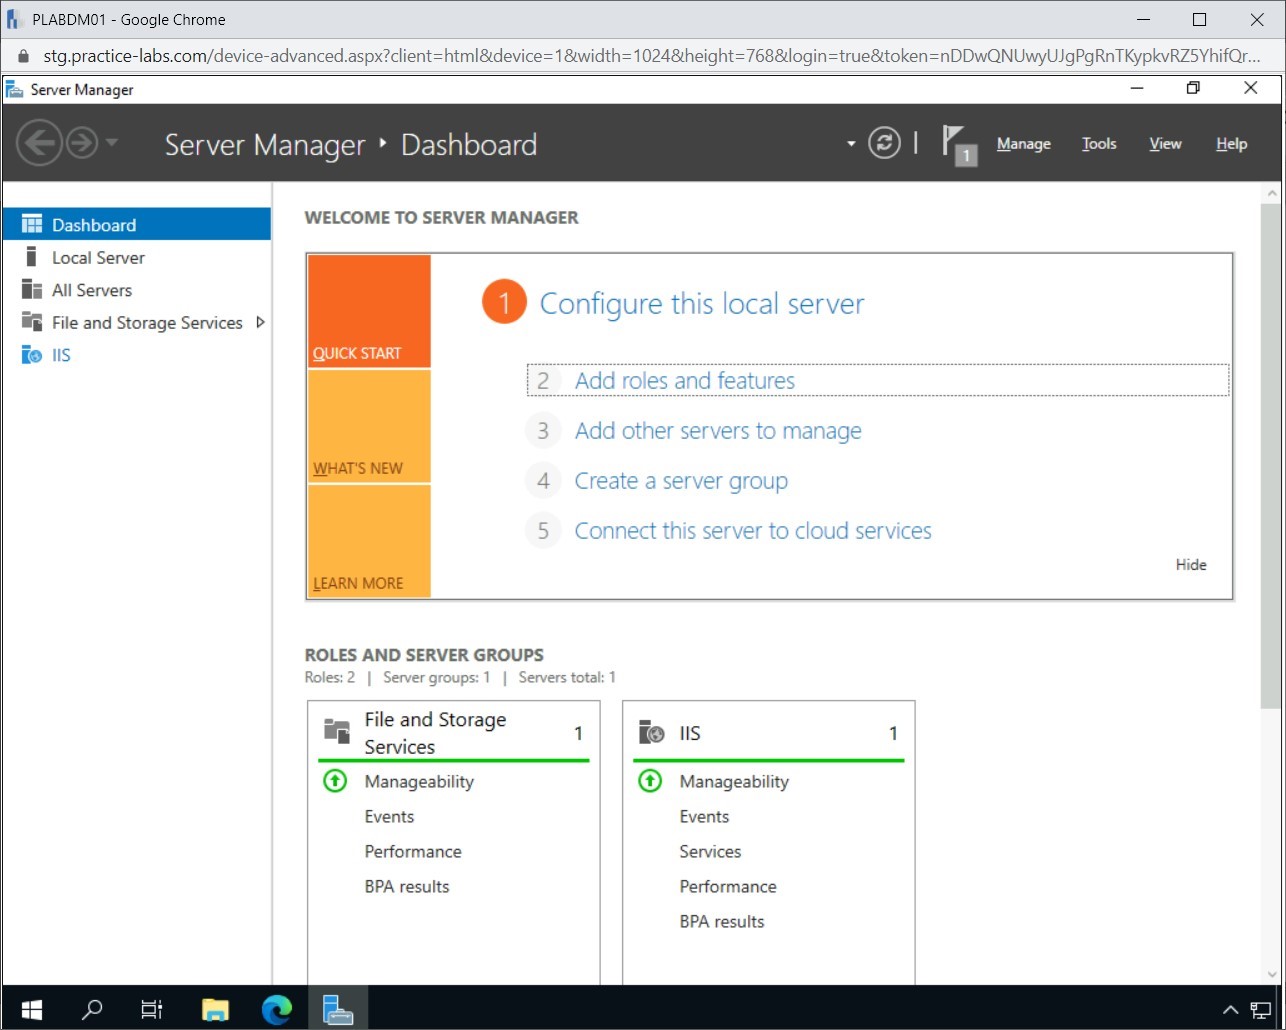 PLABDM01 - Google Chrome
stg.practice-labs.com/device-advanced.aspx?client=html&device=1&width=1024&height=768&login=true&token=nDDwQNUwyUJgPgRnTKypkvRZ5YhifQr...
Server Manager
Server Manager ‣ Dashboard
1
Manage
Tools
View
Help
Dashboard
Local Server
All Servers
File and Storage Services
IIS
WELCOME TO SERVER MANAGER
QUICK START
WHAT'S NEW
LEARN MORE
1 Configure this local server
2 Add roles and features
3 Add other servers to manage
4 Create a server group
5 Connect this server to cloud services
Hide
ROLES AND SERVER GROUPS
Roles: 2 | Server groups: 1 | Servers total: 1
File and Storage
Services
1
Manageability
Events
Performance
BPA results
IIS 1
Manageability
Events
Services
Performance
BPA results